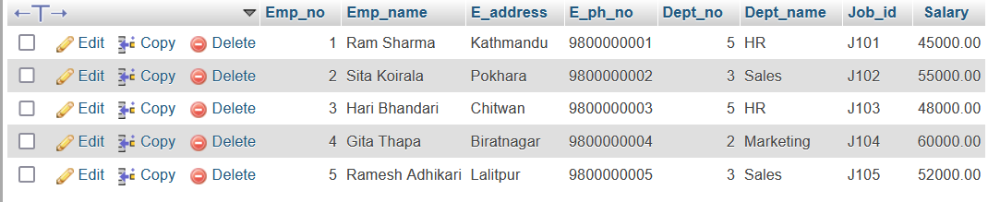 Emp_no Emp_name E_address E_ph_no Dept_no Dept_name Job_id Salary
Edit Copy Delete 1 Ram Sharma Kathmandu 9800000001 5 HR J101 45000.00
Edit Copy Delete 2 Sita Koirala Pokhara 9800000002 3 Sales J102 55000.00
Edit Copy Delete 3 Hari Bhandari Chitwan 9800000003 5 HR J103 48000.00
Edit Copy Delete 4 Gita Thapa Biratnagar 9800000004 2 Marketing J104 60000.00
Edit Copy Delete 5 Ramesh Adhikari Lalitpur 9800000005 3 Sales J105 52000.00